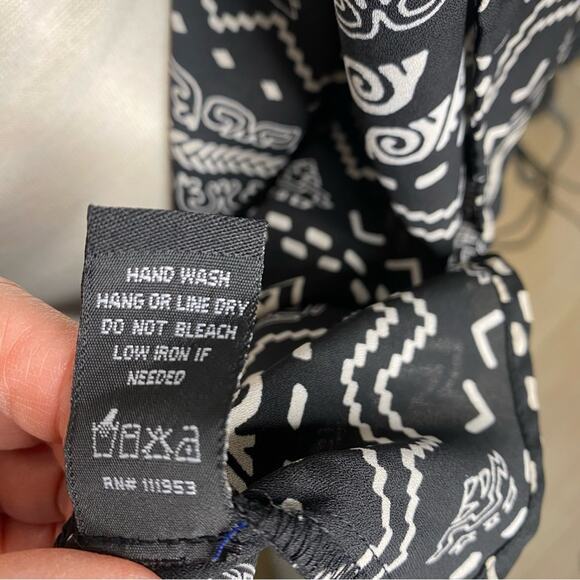 HAND WASH
HANG OR LINE DRY
DO NOT BLEACH
LOW IRON IF
NEEDED
RN# 111953